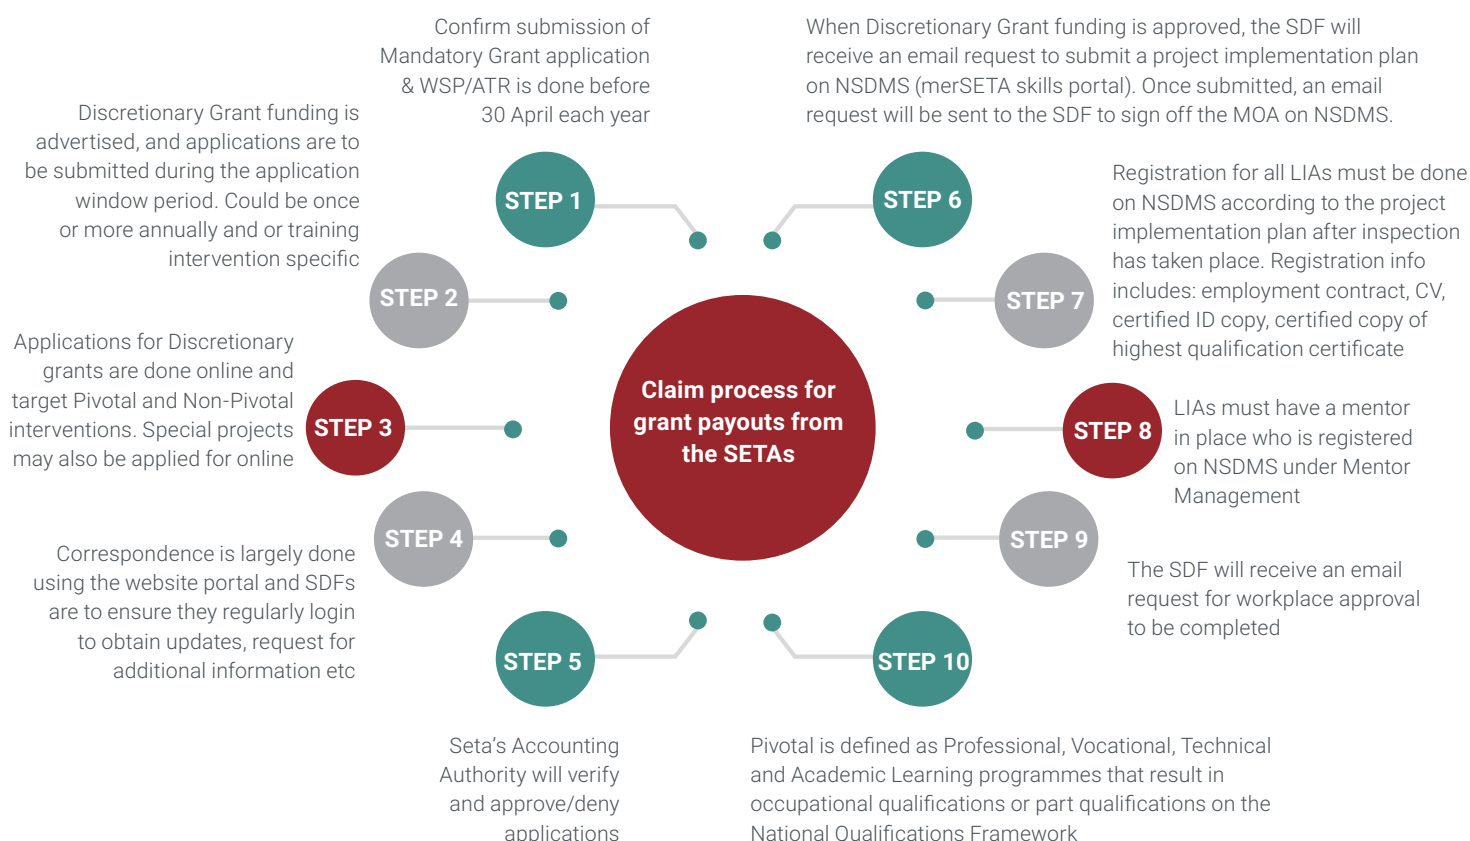 Claim process for
grant payouts from
the SETAs
STEP 1
Confirm submission of
Mandatory Grant application
& WSP/ATR is done before
30 April each year
STEP 2
Discretionary Grant funding is
advertised, and applications are to
be submitted during the application
window period. Could be once
or more annually and or training
intervention specific
STEP 3
Applications for Discretionary
grants are done online and
target Pivotal and Non-Pivotal
interventions. Special projects
may also be applied for online
STEP 4
Correspondence is largely done
using the website portal and SDFs
are to ensure they regularly login
to obtain updates, request for
additional information etc
STEP 5
Seta’s Accounting
Authority will verify
and approve/deny
applications
STEP 6
When Discretionary Grant funding is approved, the SDF will
receive an email request to submit a project implementation plan
on NSDMS (merSETA skills portal). Once submitted, an email
request will be sent to the SDF to sign off the MOA on NSDMS.
STEP 7
Registration for all LIAs must be done
on NSDMS according to the project
implementation plan after inspection
has taken place. Registration info
includes: employment contract, CV,
certified ID copy, certified copy of
highest qualification certificate
STEP 8
LIAs must have a mentor
in place who is registered
on NSDMS under Mentor
Management
STEP 9
The SDF will receive an email
request for workplace approval
to be completed
STEP 10
Pivotal is defined as Professional, Vocational, Technical
and Academic Learning programmes that result in
occupational qualifications or part qualifications on the
National Qualifications Framework